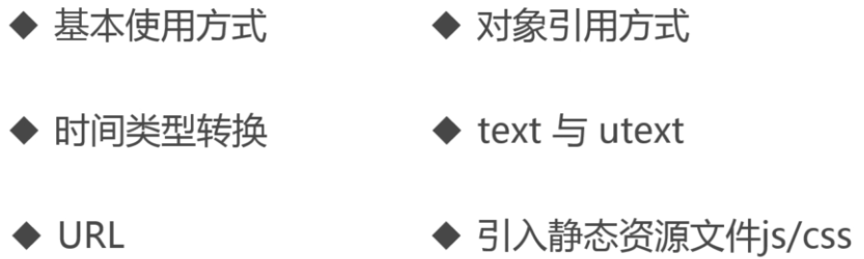 ◆ 基本使用方式
◆ 对象引用方式
◆ 时间类型转换
◆ text 与 utext
◆ URL
◆ 引入静态资源文件js/css